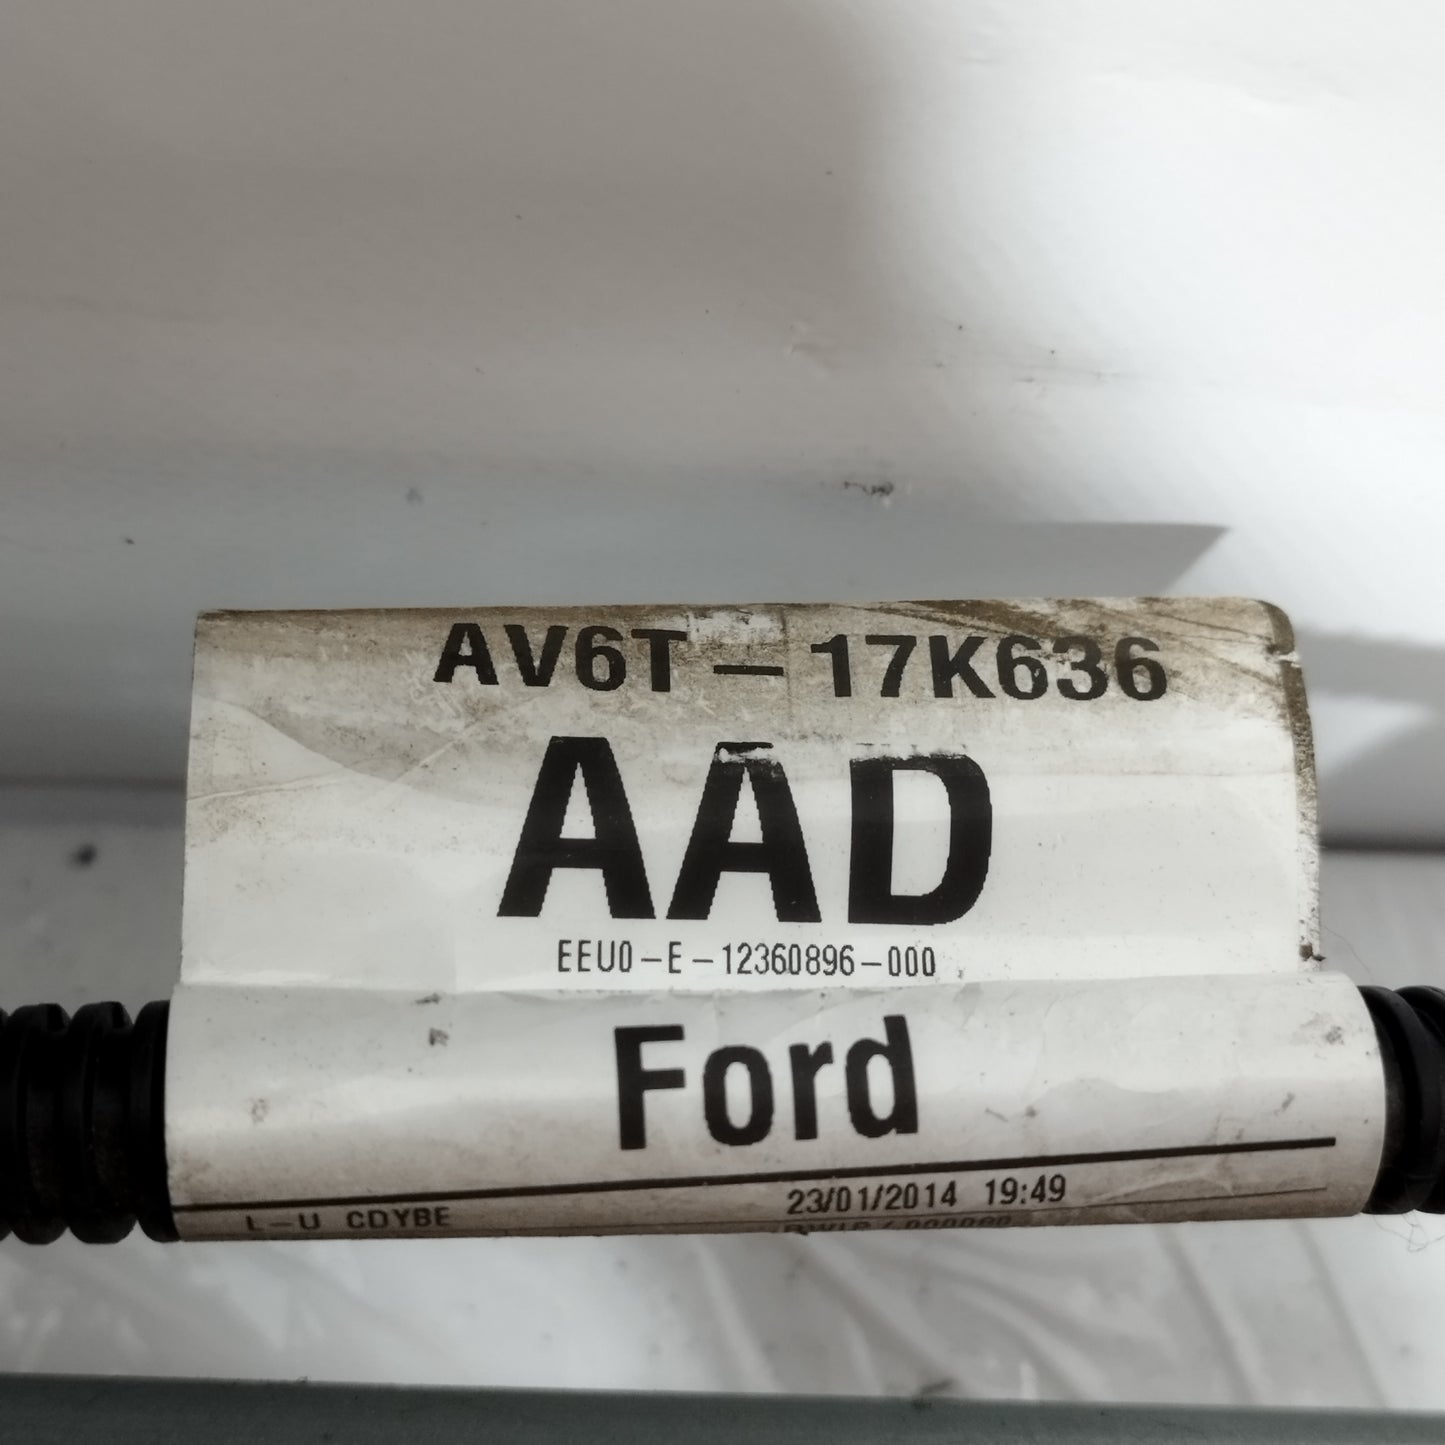 AV6T-17K636
AAD
EEU0-E-12360896-000
Ford
23/01/2014 19:49
L-U CDYBE